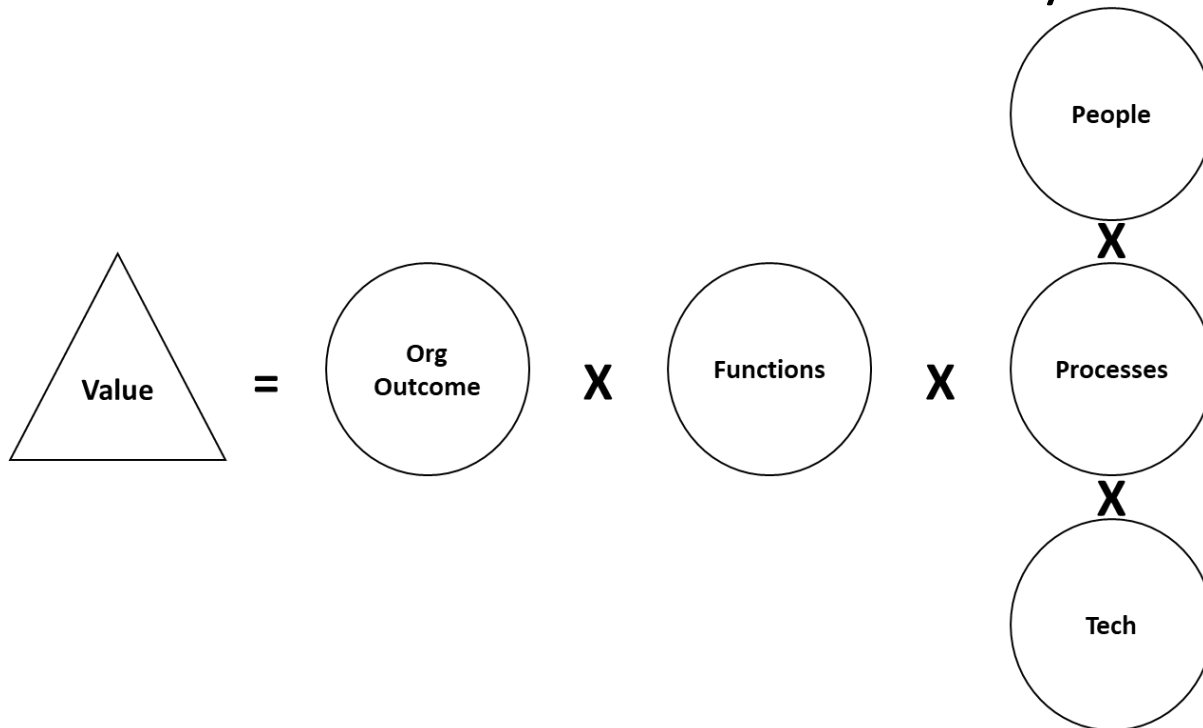 People
X
Value
=
Org
Outcome
X
Functions
X
Processes
X
Tech